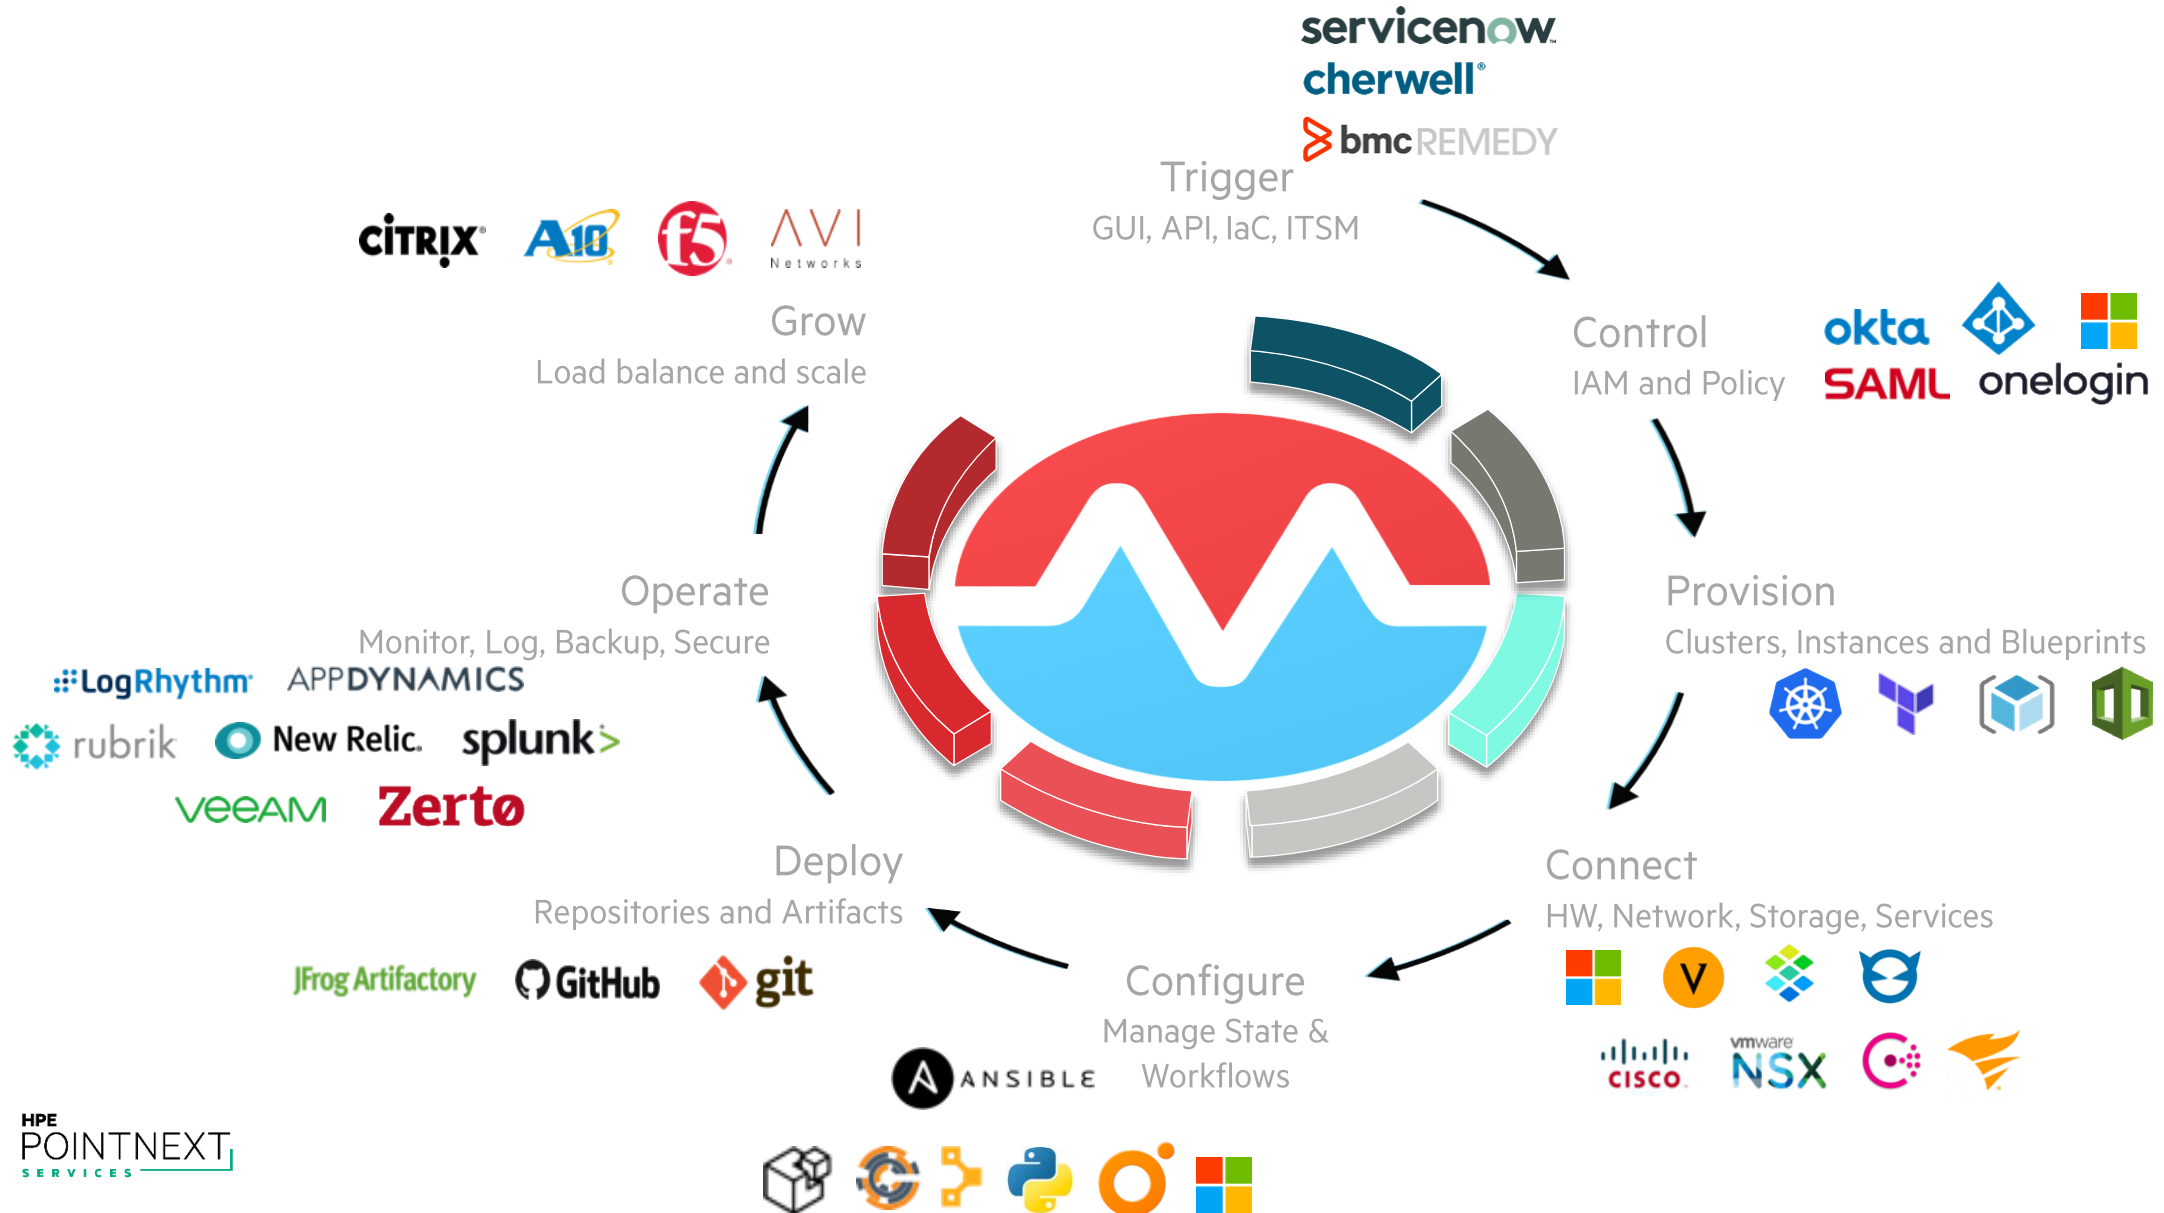 servicenow™
cherwell®
bmc REMEDY
Trigger
GUI, API, IaC, ITSM
Control
IAM and Policy
okta
SAML
onelogin
Provision
Clusters, Instances and Blueprints
Connect
HW, Network, Storage, Services
V
CISCO
vmware
NSX
Configure
Manage State &
Workflows
A ANSIBLE
Deploy
Repositories and Artifacts
JFrog Artifactory
GitHub
git
Operate
Monitor, Log, Backup, Secure
LogRhythm
APPDYNAMICS
rubrik
New Relic.
splunk>
veeAM
Zerto
Grow
Load balance and scale
CITRIX®
A10
f5
AVI
Networks
HPE
POINTNEXT
SERVICES